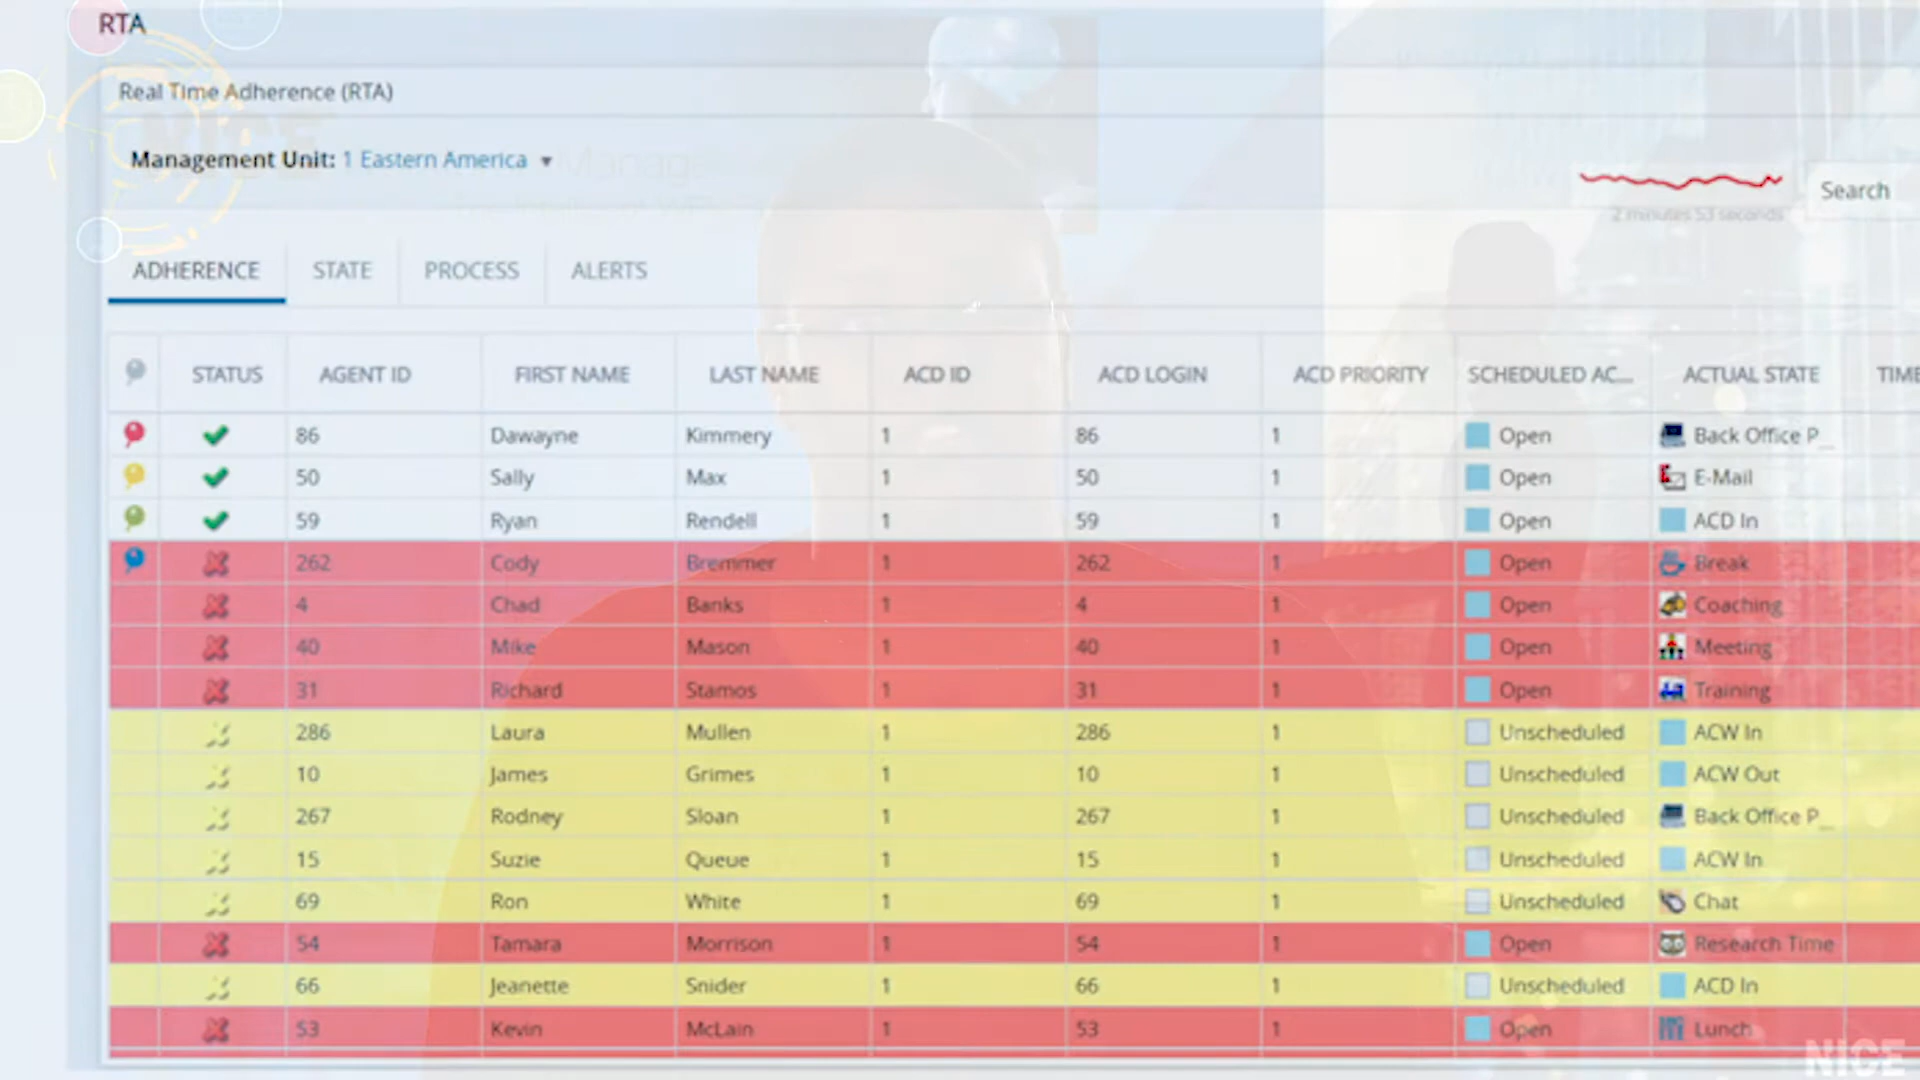 RTA
Real Time Adherence (RTA)
NICE
Management Unit: 1 Eastern America
2 minutes 53 seconds
Search
ADHERENCE STATE PROCESS ALERTS
STATUS AGENT ID FIRST NAME LAST NAME ACD ID ACD LOGIN ACD PRIORITY SCHEDULED AC... ACTUAL STATE TIME
86 Dawayne Kimmery 1 86 1 Open Back Office P...
50 Sally Max 1 50 1 Open E-Mail
59 Ryan Rendell 1 59 1 Open ACD In
262 Cody Bremmer 1 262 1 Open Break
4 Chad Banks 1 4 1 Open Coaching
40 Mike Mason 1 40 1 Open Meeting
31 Richard Stamos 1 31 1 Open Training
286 Laura Mullen 1 286 1 Unscheduled ACW In
10 James Grimes 1 10 1 Unscheduled ACW Out
267 Rodney Sloan 1 267 1 Unscheduled Back Office P...
15 Suzie Queue 1 15 1 Unscheduled ACW In
69 Ron White 1 69 1 Unscheduled Chat
54 Tamara Morrison 1 54 1 Open Research Time
66 Jeanette Snider 1 66 1 Unscheduled ACD In
53 Kevin McLain 1 53 1 Open Lunch
NICE